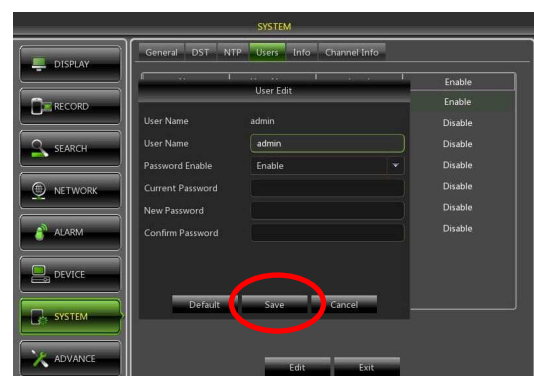 SYSTEM
General DST NTP Users Info Channel Info
DISPLAY
RECORD
SEARCH
NETWORK
ALARM
DEVICE
SYSTEM
ADVANCE
Enable
Enable
Disable
Disable
Disable
Disable
Disable
Disable
User Edit
User Name admin
User Name admin
Password Enable Enable
Current Password
New Password
Confirm Password
Default Save Cancel
Edit Exit